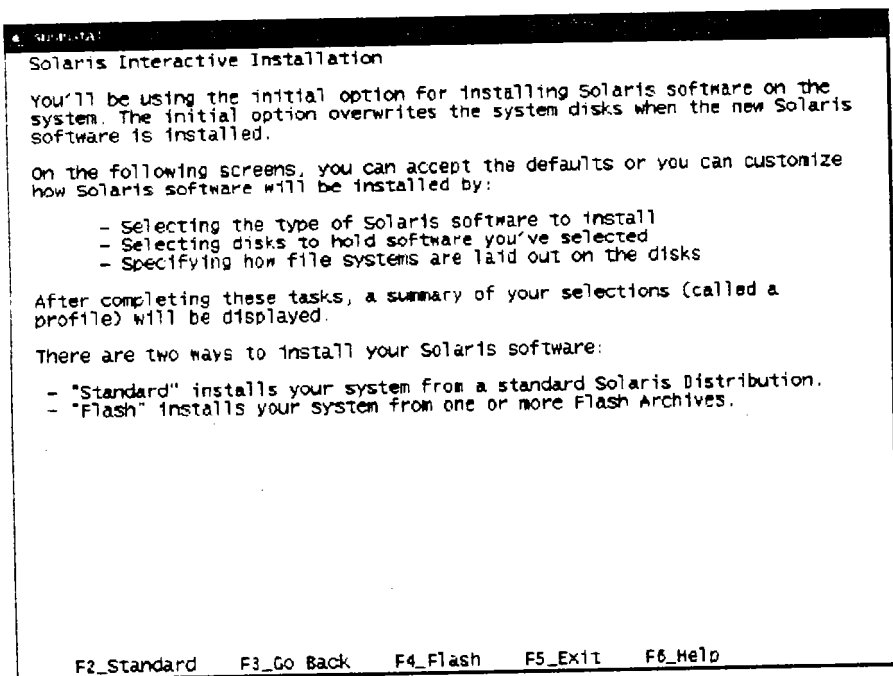 Solaris Interactive Installation
You'll be using the initial option for installing Solaris software on the
system. The initial option overwrites the system disks when the new Solaris
software is installed.
On the following screens, you can accept the defaults or you can customize
how Solaris software will be installed by:
- Selecting the type of Solaris software to install
- Selecting disks to hold software you've selected
- Specifying how file systems are laid out on the disks
After completing these tasks, a summary of your selections (called a
profile) will be displayed.
There are two ways to install your Solaris software:
- "Standard" installs your system from a standard Solaris Distribution.
- "Flash" installs your system from one or more Flash Archives.
F2_Standard F3_Go Back F4_Flash F5_Exit F6_Help